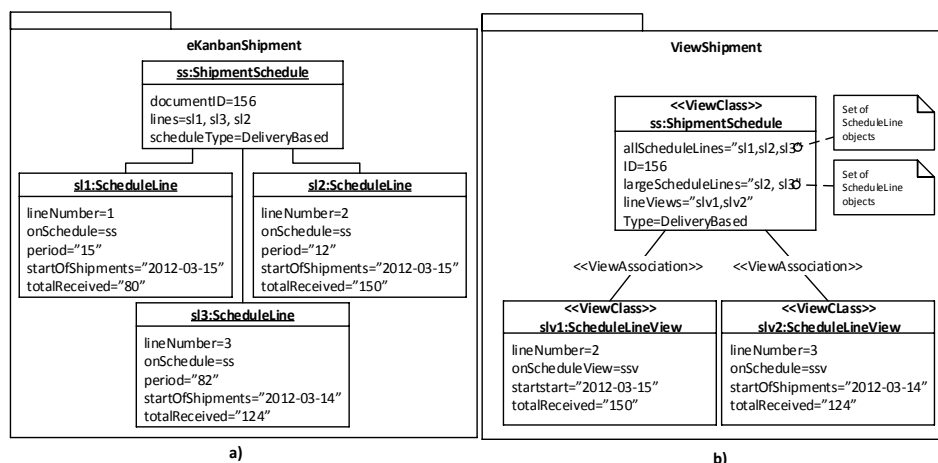 eKanbanShipment
ss:ShipmentSchedule
documentID=156
lines=sl1, sl3, sl2
scheduleType=DeliveryBased
sl1:ScheduleLine
lineNumber=1
onSchedule=ss
period="15"
startOfShipments="2012-03-15"
totalReceived="80"
sl2:ScheduleLine
lineNumber=2
onSchedule=ss
period="12"
startOfShipments="2012-03-15"
totalReceived="150"
sl3:ScheduleLine
lineNumber=3
onSchedule=ss
period="82"
startOfShipments="2012-03-14"
totalReceived="124"
a)
ViewShipment
<<ViewClass>>
ss:ShipmentSchedule
allScheduleLines="sl1,sl2,sl3"
ID=156
largeScheduleLines="sl2, sl3"
lineViews="slv1,slv2"
Type=DeliveryBased
Set of
ScheduleLine
objects
Set of
ScheduleLine
objects
<<ViewAssociation>>
<<ViewAssociation>>
<<ViewClass>>
slv1:ScheduleLineView
lineNumber=2
onScheduleView=ssv
startstart="2012-03-15"
totalReceived="150"
<<ViewCLass>>
slv2:ScheduleLineView
lineNumber=3
onSchedule=ssv
startOfShipments="2012-03-14"
totalReceived="124"
b)